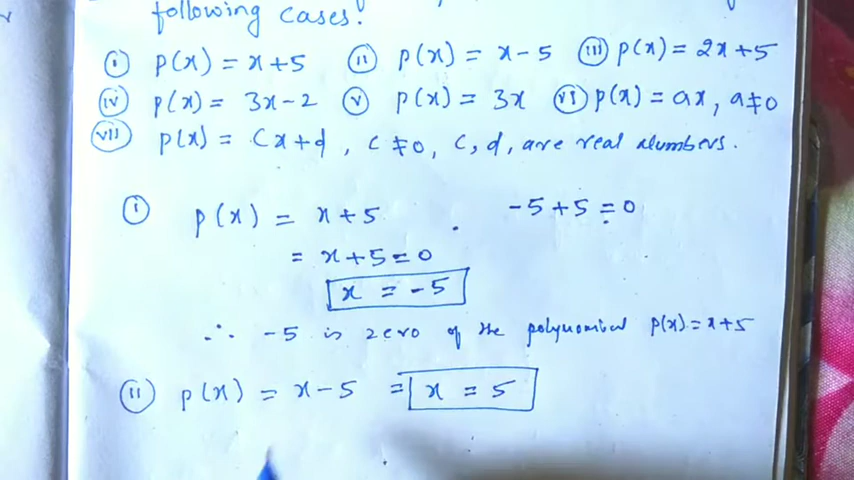 following cases.
(i) p(x) = x+5 (ii) p(x) = x-5 (iii) p(x) = 2x+5
(iv) p(x) = 3x-2 (v) p(x) = 3x (vi) p(x) = ax, a≠0
(vii) p(x) = cx+d, c≠0, c, d, are real numbers.
(i) p(x) = x+5 . -5+5=0
= x+5=0
x = -5
∴ -5 is zero of the polynomial p(x)=x+5
(ii) p(x) = x-5 = x = 5